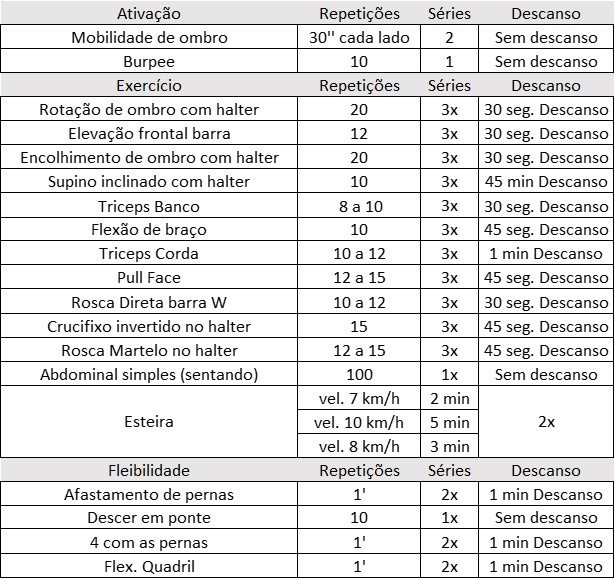 Ativação Repetições Séries Descanso
Mobilidade de ombro 30'' cada lado 2 Sem descanso
Burpee 10 1 Sem descanso
Exercício Repetições Séries Descanso
Rotação de ombro com halter 20 3x 30 seg. Descanso
Elevação frontal barra 12 3x 30 seg. Descanso
Encolhimento de ombro com halter 20 3x 30 seg. Descanso
Supino inclinado com halter 10 3x 45 min Descanso
Triceps Banco 8 a 10 3x 30 seg. Descanso
Flexão de braço 10 3x 45 seg. Descanso
Triceps Corda 10 a 12 3x 1 min Descanso
Pull Face 12 a 15 3x 45 seg. Descanso
Rosca Direta barra W 10 a 12 3x 30 seg. Descanso
Crucifixo invertido no halter 15 3x 45 seg. Descanso
Rosca Martelo no halter 12 a 15 3x 45 seg. Descanso
Abdominal simples (sentando) 100 1x Sem descanso
vel. 7 km/h 2 min
Esteira vel. 10 km/h 5 min 2x
vel. 8 km/h 3 min
Fleibilidade Repetições Séries Descanso
Afastamento de pernas 1' 2x 1 min Descanso
Descer em ponte 10 1x Sem descanso
4 com as pernas 1' 2x 1 min Descanso
Flex. Quadril 1' 2x 1 min Descanso